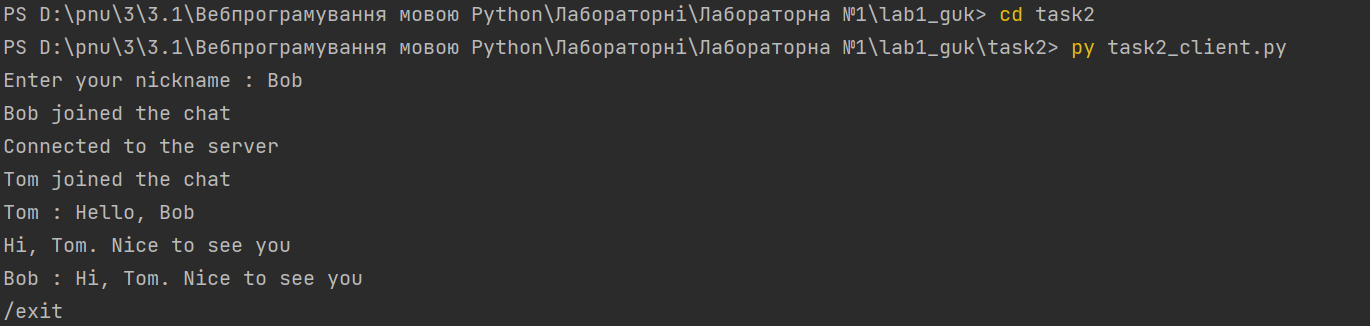 PS D:\pnu\3\3.1\Вебпрограмування мовою Python\Лабораторні\Лабораторна №1\lab1_guk> cd task2
PS D:\pnu\3\3.1\Вебпрограмування мовою Python\Лабораторні\Лабораторна №1\lab1_guk\task2> py task2_client.py
Enter your nickname : Bob
Bob joined the chat
Connected to the server
Tom joined the chat
Tom : Hello, Bob
Hi, Tom. Nice to see you
Bob : Hi, Tom. Nice to see you
/exit